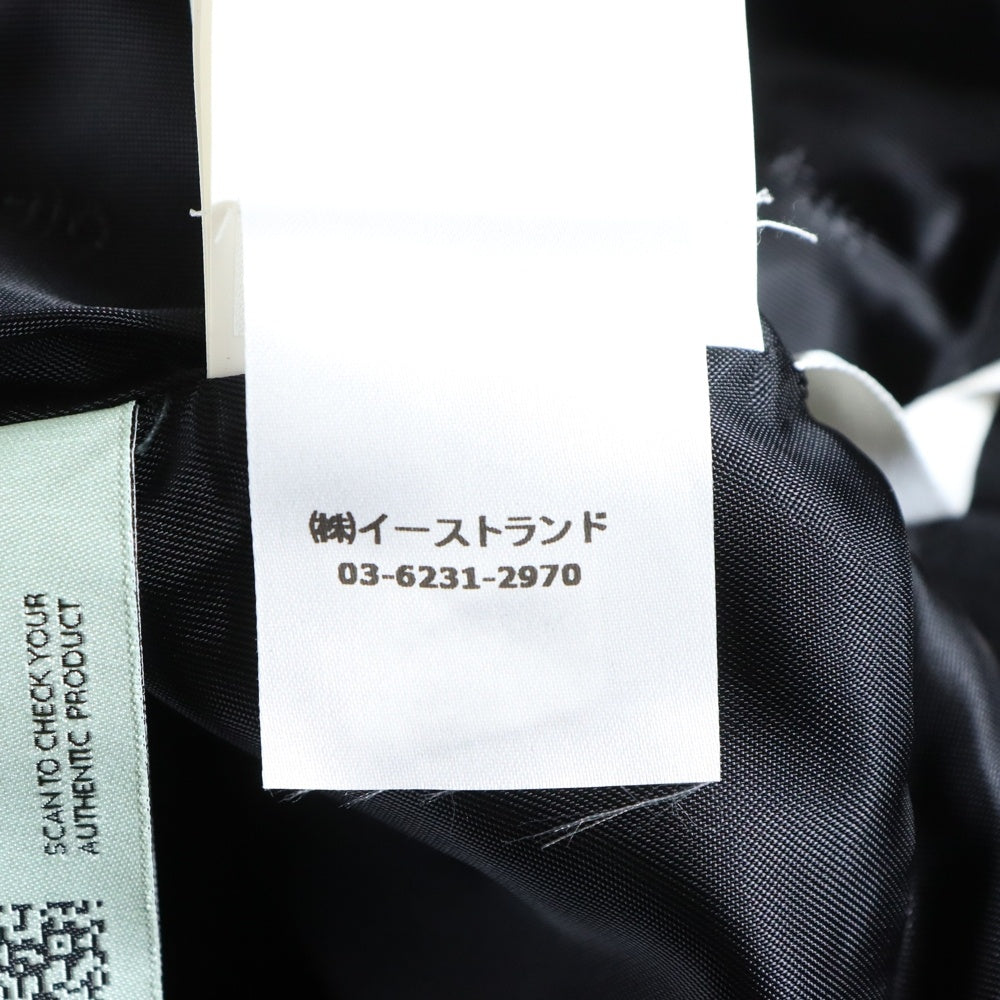 ㈱イーストランド
03-6231-2970
SCAN TO CHECK YOUR
AUTHENTIC PRODUCT